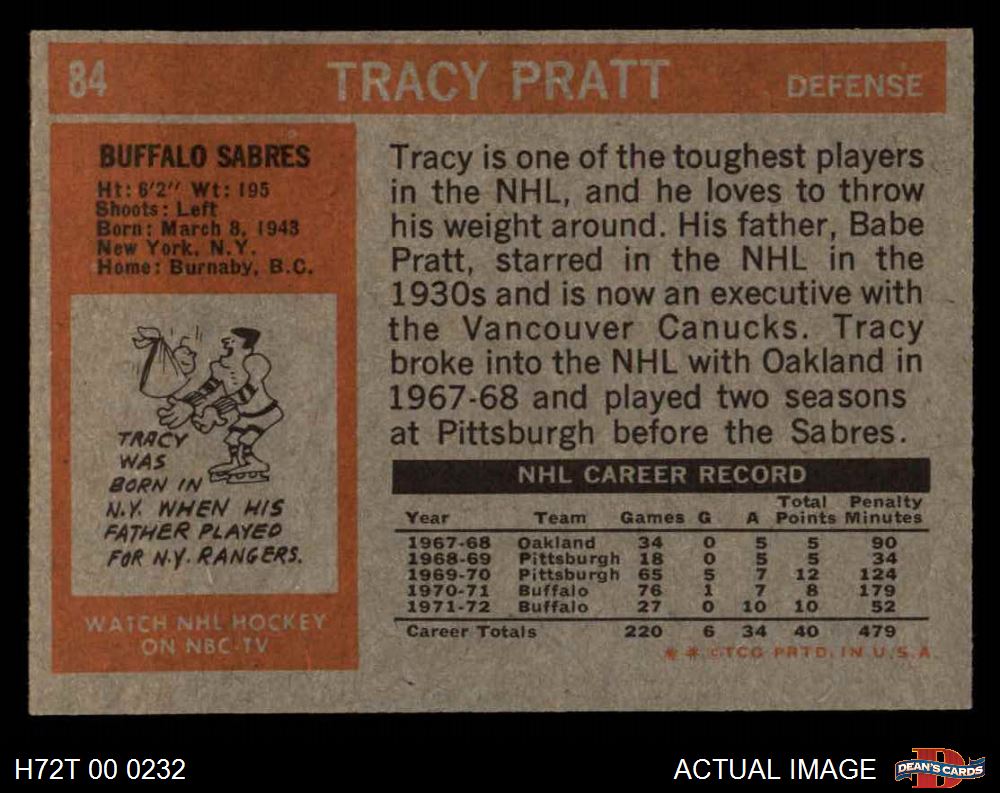 84 TRACY PRATT DEFENSE
BUFFALO SABRES
Ht: 6'2" Wt: 195
Shoots: Left
Born: March 8, 1943
New York, N.Y.
Home: Burnaby, B.C.
TRACY
WAS
BORN IN
N.Y. WHEN HIS
FATHER PLAYED
FOR N.Y. RANGERS.
WATCH NHL HOCKEY
ON NBC-TV
Tracy is one of the toughest players
in the NHL, and he loves to throw
his weight around. His father, Babe
Pratt, starred in the NHL in the
1930s and is now an executive with
the Vancouver Canucks. Tracy
broke into the NHL with Oakland in
1967-68 and played two seasons
at Pittsburgh before the Sabres.
NHL CAREER RECORD
Total Penalty
Year Team Games G A Points Minutes
1967-68 Oakland 34 0 5 5 90
1968-69 Pittsburgh 18 0 5 5 34
1969-70 Pittsburgh 65 5 7 12 124
1970-71 Buffalo 76 1 7 8 179
1971-72 Buffalo 27 0 10 10 52
Career Totals 220 6 34 40 479
* * ©TCG PRTD. IN U.S.A
H72T 00 0232 ACTUAL IMAGE DEAN'S CARDS